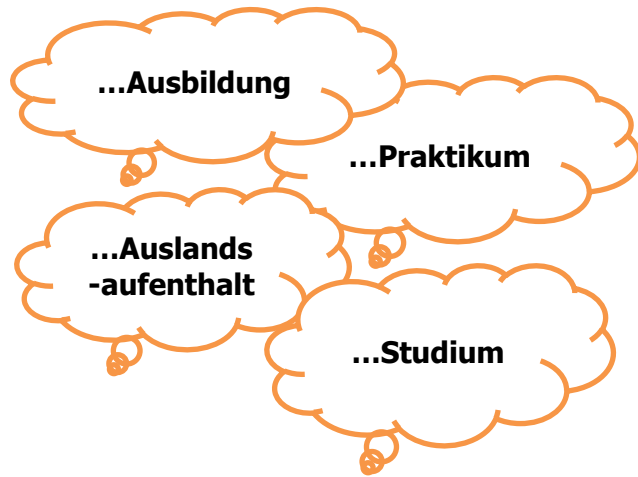 ...Ausbildung
...Praktikum
...Auslands
-aufenthalt
...Studium